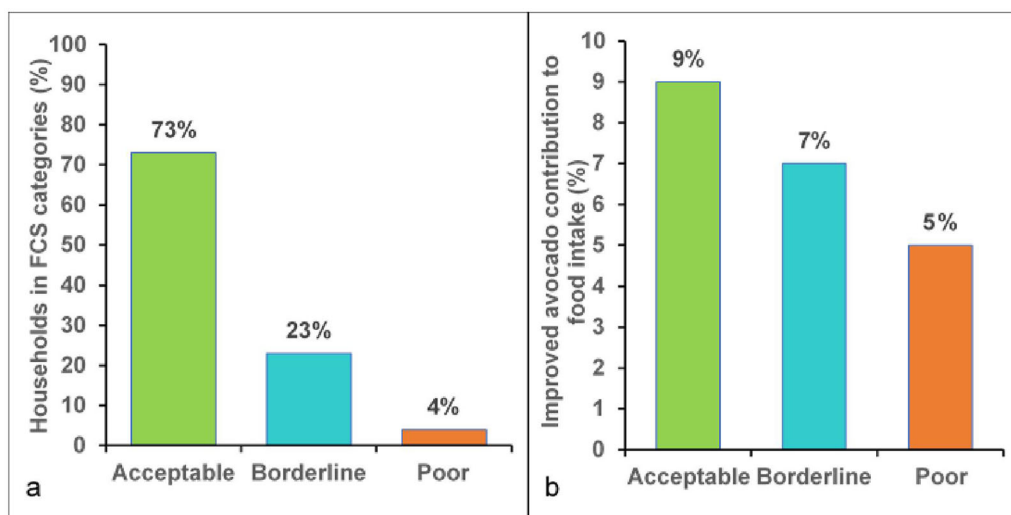 Households in FCS categories (%)
100
90
80
70
60
50
40
30
20
10
0
73%
23%
4%
Acceptable
Borderline
Poor
a
Improved avocado contribution to
food intake (%)
10
9
8
7
6
5
4
3
2
1
0
9%
7%
5%
Acceptable
Borderline
Poor
b